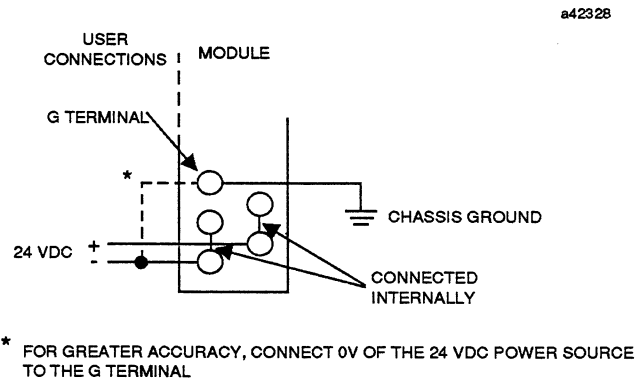 a42328
USER
CONNECTIONS
MODULE
G TERMINAL
*
CHASSIS GROUND
24 VDC +
-
CONNECTED
INTERNALLY
* FOR GREATER ACCURACY, CONNECT 0V OF THE 24 VDC POWER SOURCE
TO THE G TERMINAL